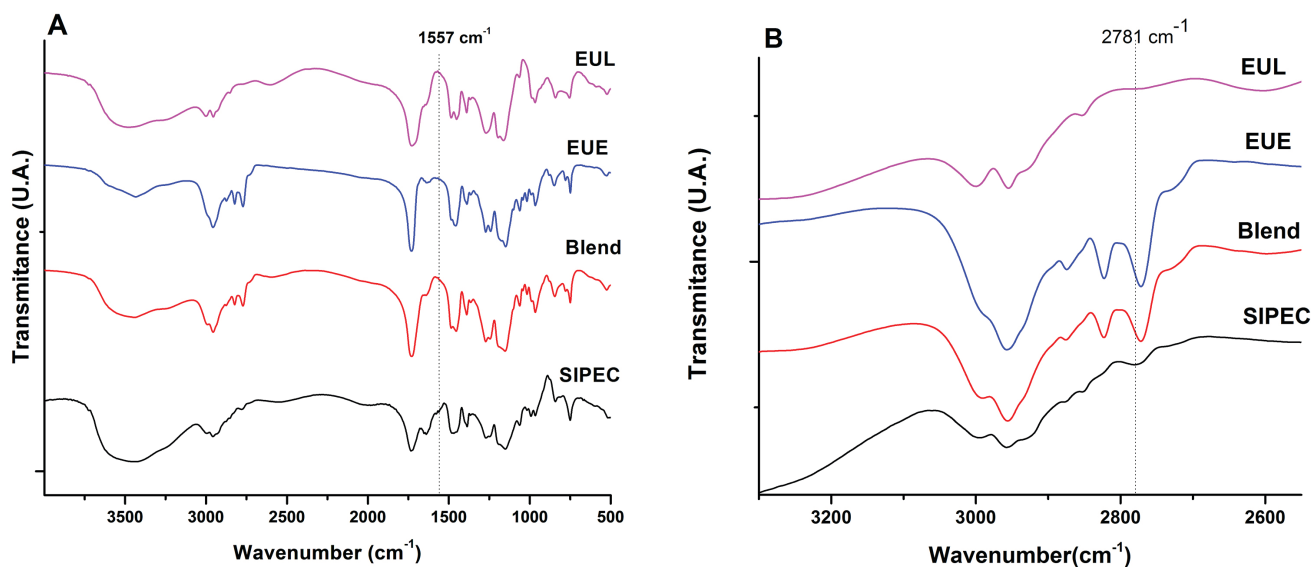 A
1557 cm⁻¹
EUL
EUE
Blend
SIPEC
Transmitance (U.A.)
3500 3000 2500 2000 1500 1000 500
Wavenumber (cm⁻¹)
B
2781 cm⁻¹
EUL
EUE
Blend
SIPEC
Transmitance (U.A.)
3200 3000 2800 2600
Wavenumber(cm⁻¹)